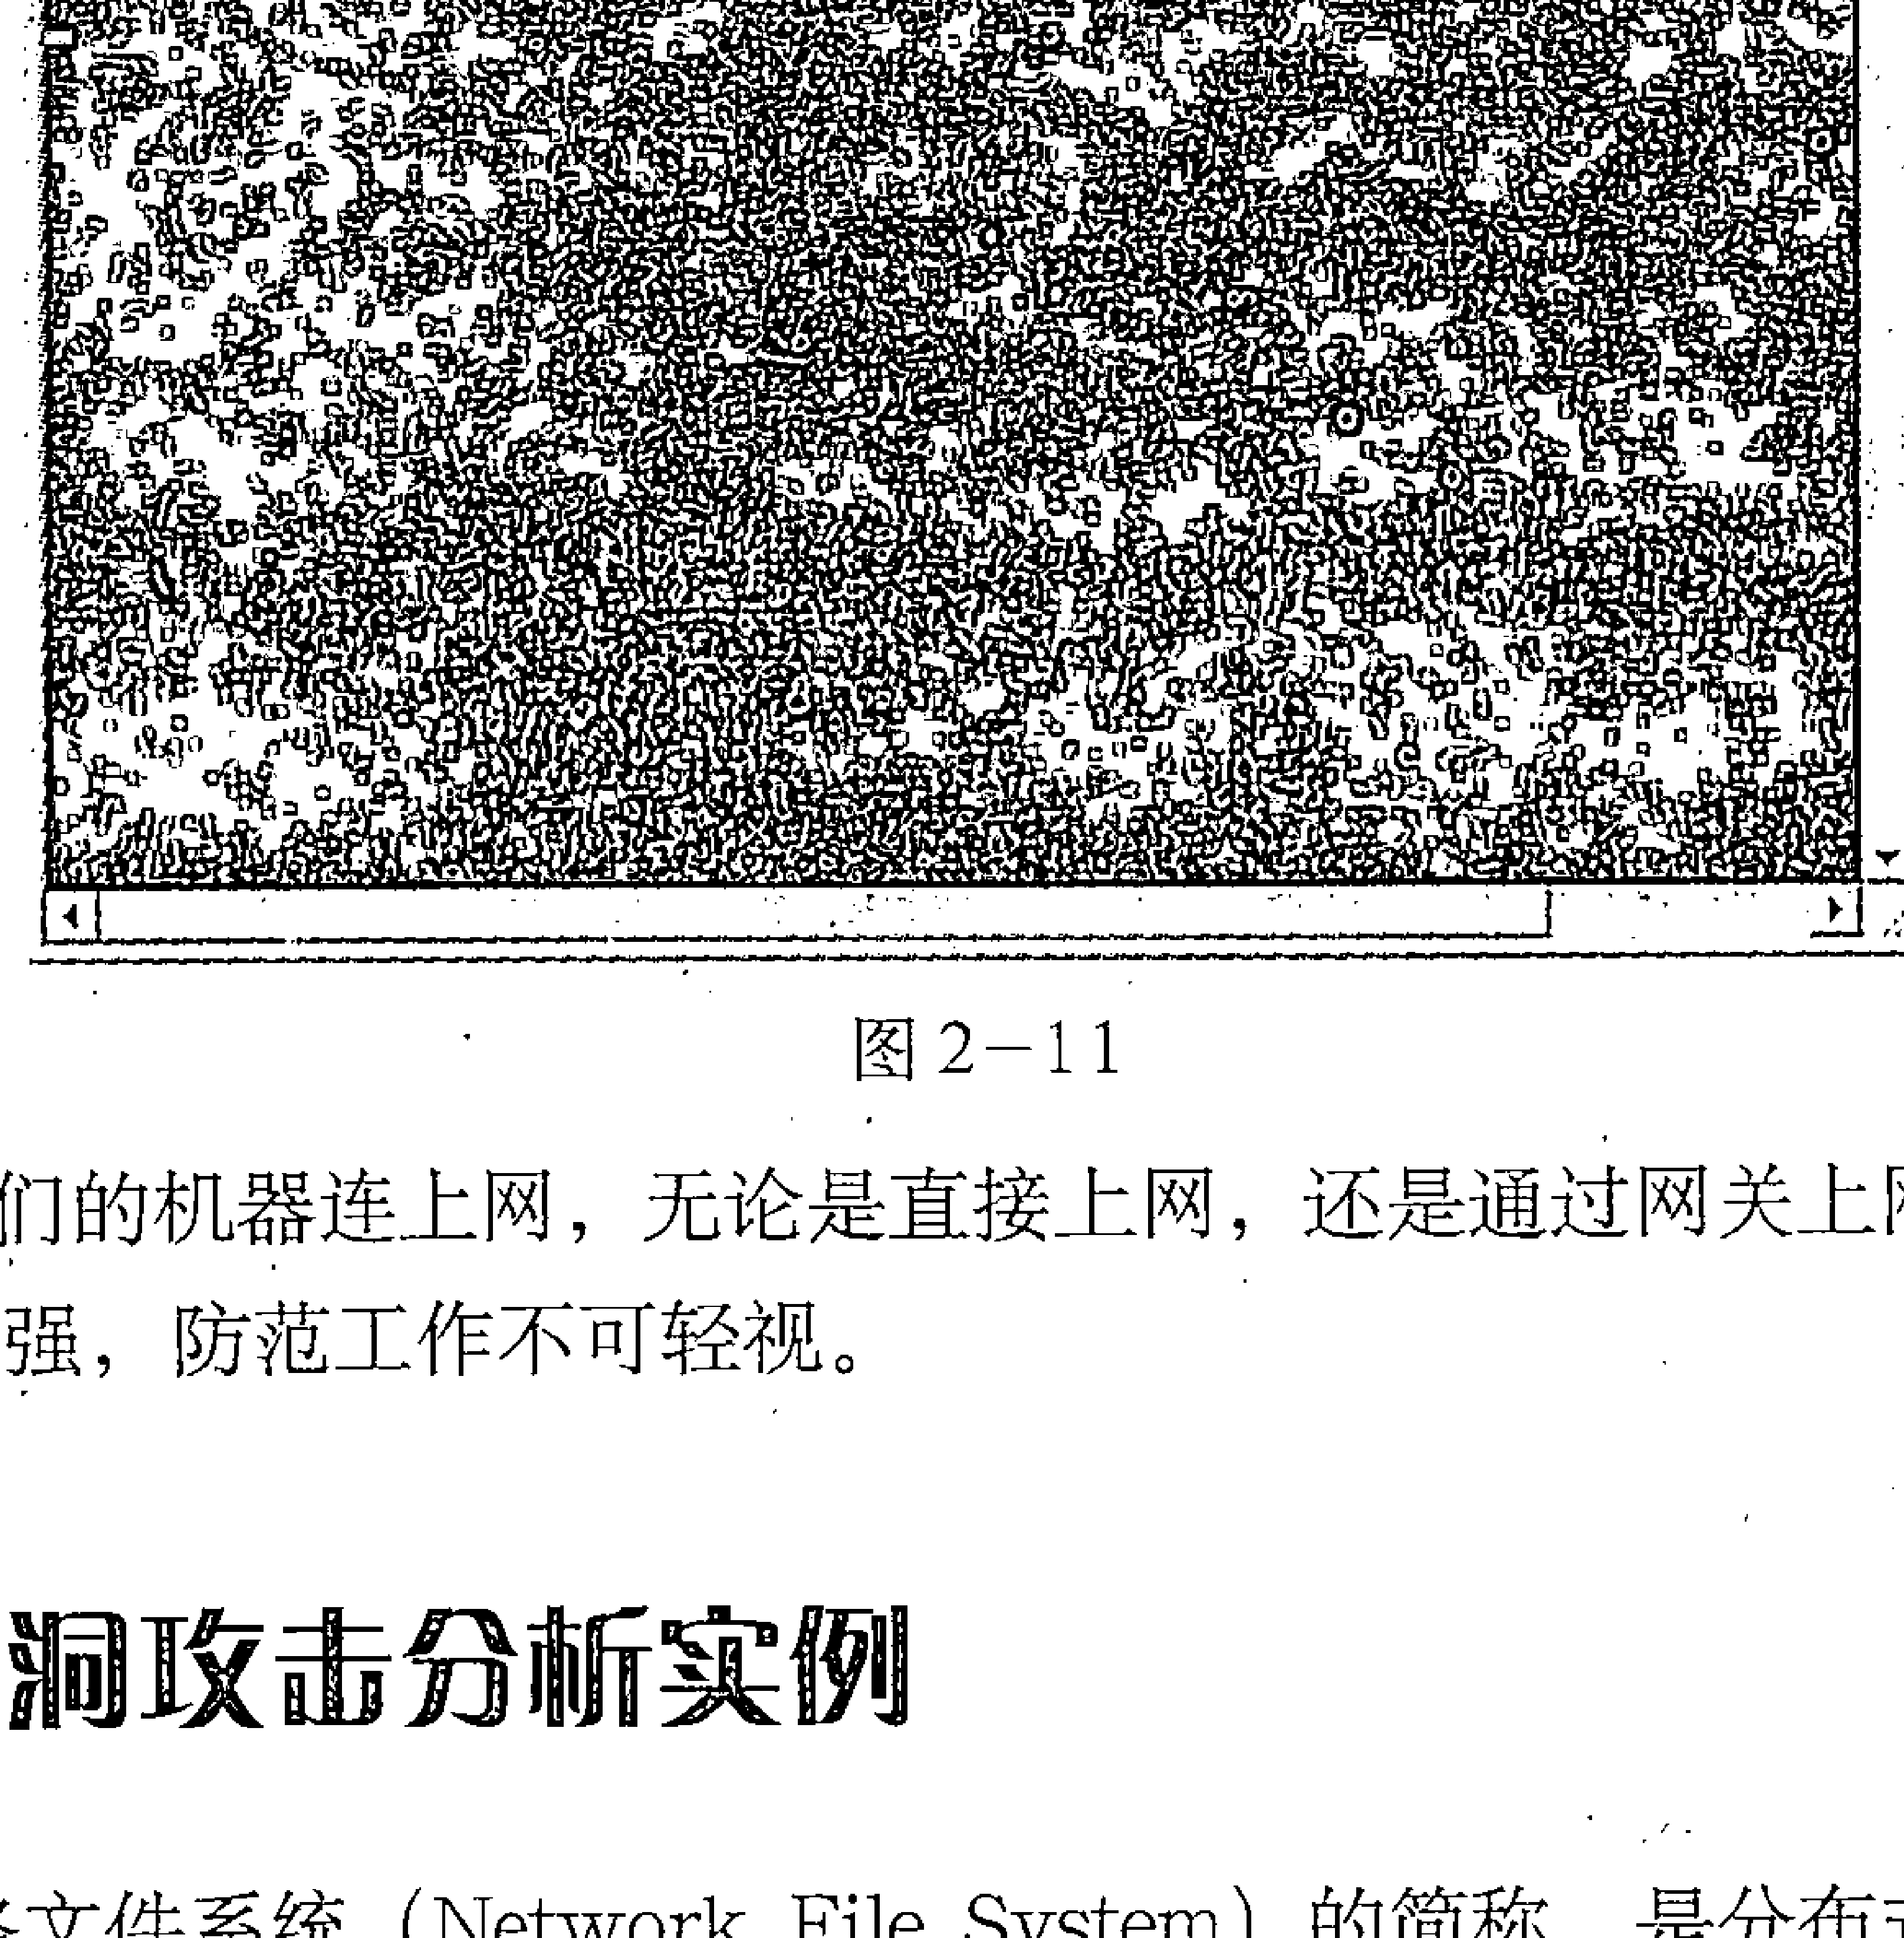 图2-11
们的机器连上网，无论是直接上网，还是通过网关上网
强，防范工作不可轻视。
洞攻击分析实例
文件系统（Network File System）的简称 是分布